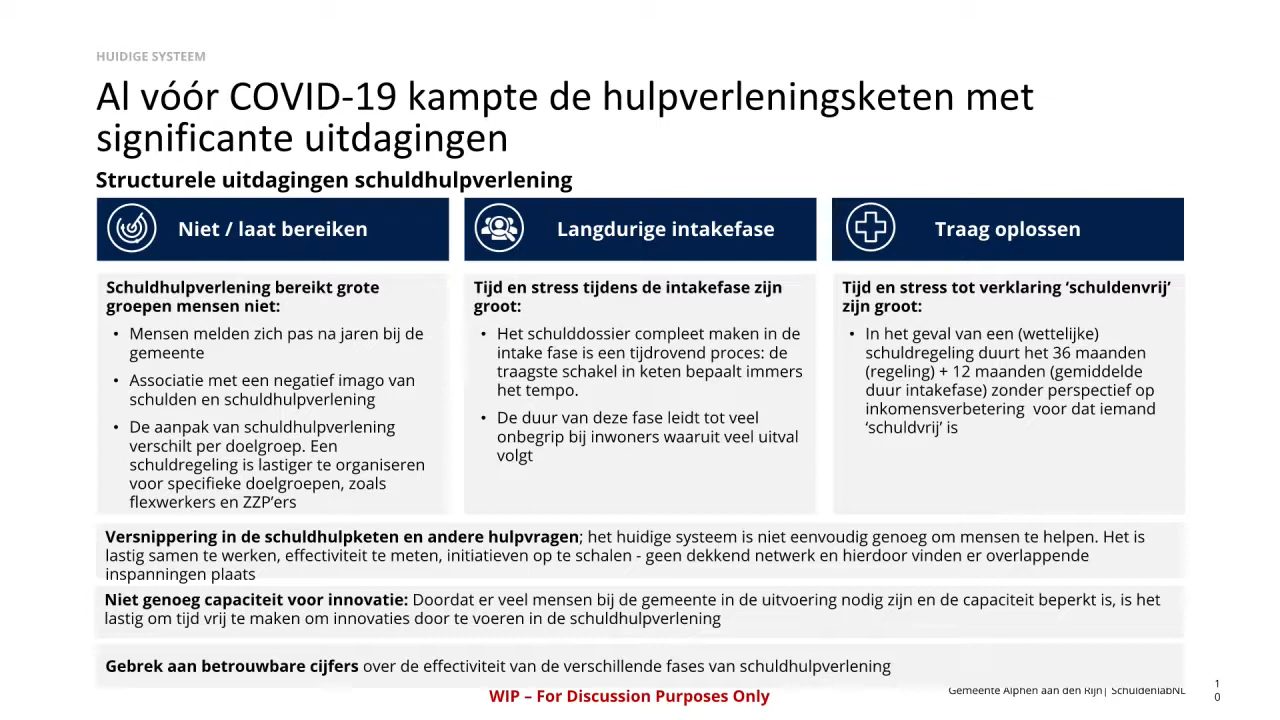 HUIDIGE SYSTEEM
Al vóór COVID-19 kampte de hulpverleningsketen met
significante uitdagingen
Structurele uitdagingen schuldhulpverlening
Niet / laat bereiken
Schuldhulpverlening bereikt grote
groepen mensen niet:
• Mensen melden zich pas na jaren bij de
gemeente
• Associatie met een negatief imago van
schulden en schuldhulpverlening
• De aanpak van schuldhulpverlening
verschilt per doelgroep. Een
schuldregeling is lastiger te organiseren
voor specifieke doelgroepen, zoals
flexwerkers en ZZP’ers
Langdurige intakefase
Tijd en stress tijdens de intakefase zijn
groot:
• Het schulddossier compleet maken in de
intake fase is een tijdrovend proces: de
traagste schakel in keten bepaalt immers
het tempo.
• De duur van deze fase leidt tot veel
onbegrip bij inwoners waaruit veel uitval
volgt
Traag oplossen
Tijd en stress tot verklaring ‘schuldenvrij’
zijn groot:
• In het geval van een (wettelijke)
schuldregeling duurt het 36 maanden
(regeling) + 12 maanden (gemiddelde
duur intakefase) zonder perspectief op
inkomensverbetering voor dat iemand
‘schuldvrij’ is
Versnippering in de schuldhulpketen en andere hulpvragen; het huidige systeem is niet eenvoudig genoeg om mensen te helpen. Het is
lastig samen te werken, effectiviteit te meten, initiatieven op te schalen - geen dekkend netwerk en hierdoor vinden er overlappende
inspanningen plaats
Niet genoeg capaciteit voor innovatie: Doordat er veel mensen bij de gemeente in de uitvoering nodig zijn en de capaciteit beperkt is, is het
lastig om tijd vrij te maken om innovaties door te voeren in de schuldhulpverlening
Gebrek aan betrouwbare cijfers over de effectiviteit van de verschillende fases van schuldhulpverlening
WIP – For Discussion Purposes Only
Gemeente Alphen aan den Rijn| SchuldenlabNL
1
0